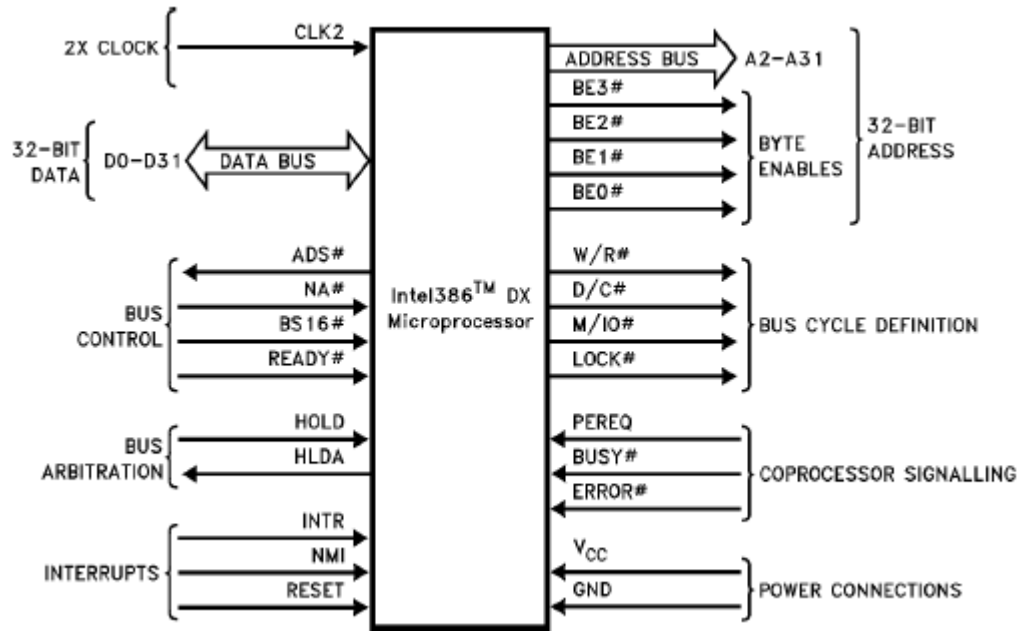 2X CLOCK
CLK2
32-BIT
DATA
D0-D31
DATA BUS
BUS
CONTROL
ADS#
NA#
BS16#
READY#
BUS
ARBITRATION
HOLD
HLDA
INTERRUPTS
INTR
NMI
RESET
Intel386™ DX
Microprocessor
ADDRESS BUS
A2-A31
BE3#
BE2#
BE1#
BE0#
BYTE
ENABLES
32-BIT
ADDRESS
W/R#
D/C#
M/IO#
LOCK#
BUS CYCLE DEFINITION
PEREQ
BUSY#
ERROR#
COPROCESSOR SIGNALLING
VCC
GND
POWER CONNECTIONS